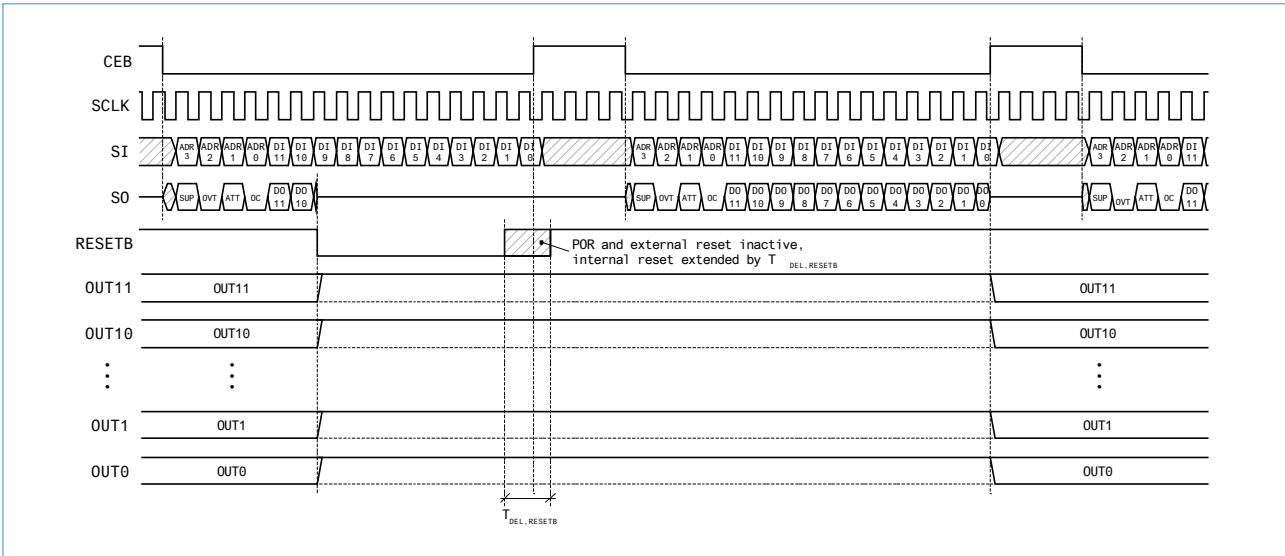 CEB
SCLK
SI ADR 3 ADR 2 ADR 1 ADR 0 DI 11 DI 10 DI 9 DI 8 DI 7 DI 6 DI 5 DI 4 DI 3 DI 2 DI 1 DI 0 ADR 3 ADR 2 ADR 1 ADR 0 DI 11 DI 10 DI 9 DI 8 DI 7 DI 6 DI 5 DI 4 DI 3 DI 2 DI 1 DI 0 ADR 3 ADR 2 ADR 1 ADR 0 DI 11
SO SUP OVT ATT OC DO 11 DO 10 SUP OVT ATT OC DO 11 DO 10 DO 9 DO 8 DO 7 DO 6 DO 5 DO 4 DO 3 DO 2 DO 1 DO 0 SUP OVT ATT OC DO 11
RESETB
POR and external reset inactive,
internal reset extended by T DEL,RESETB
OUT11 OUT11 OUT11
OUT10 OUT10 OUT10
OUT1 OUT1 OUT1
OUT0 OUT0 OUT0
T DEL,RESETB